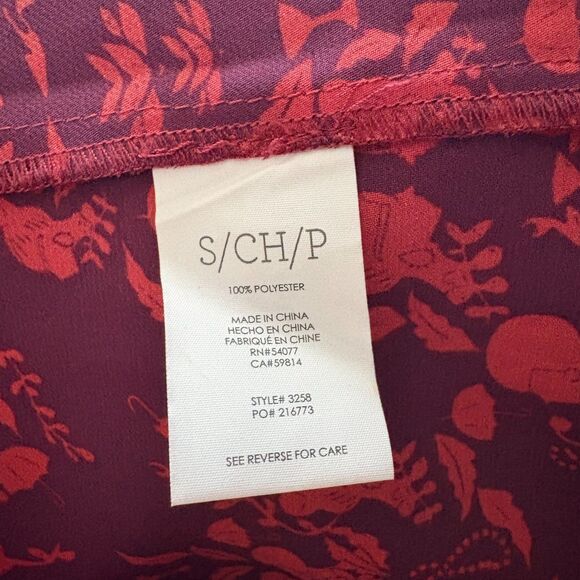 S/CH/P
100% POLYESTER
MADE IN CHINA
HECHO EN CHINA
FABRIQUÉ EN CHINE
RN#54077
CA#59814
STYLE# 3258
PO# 216773
SEE REVERSE FOR CARE